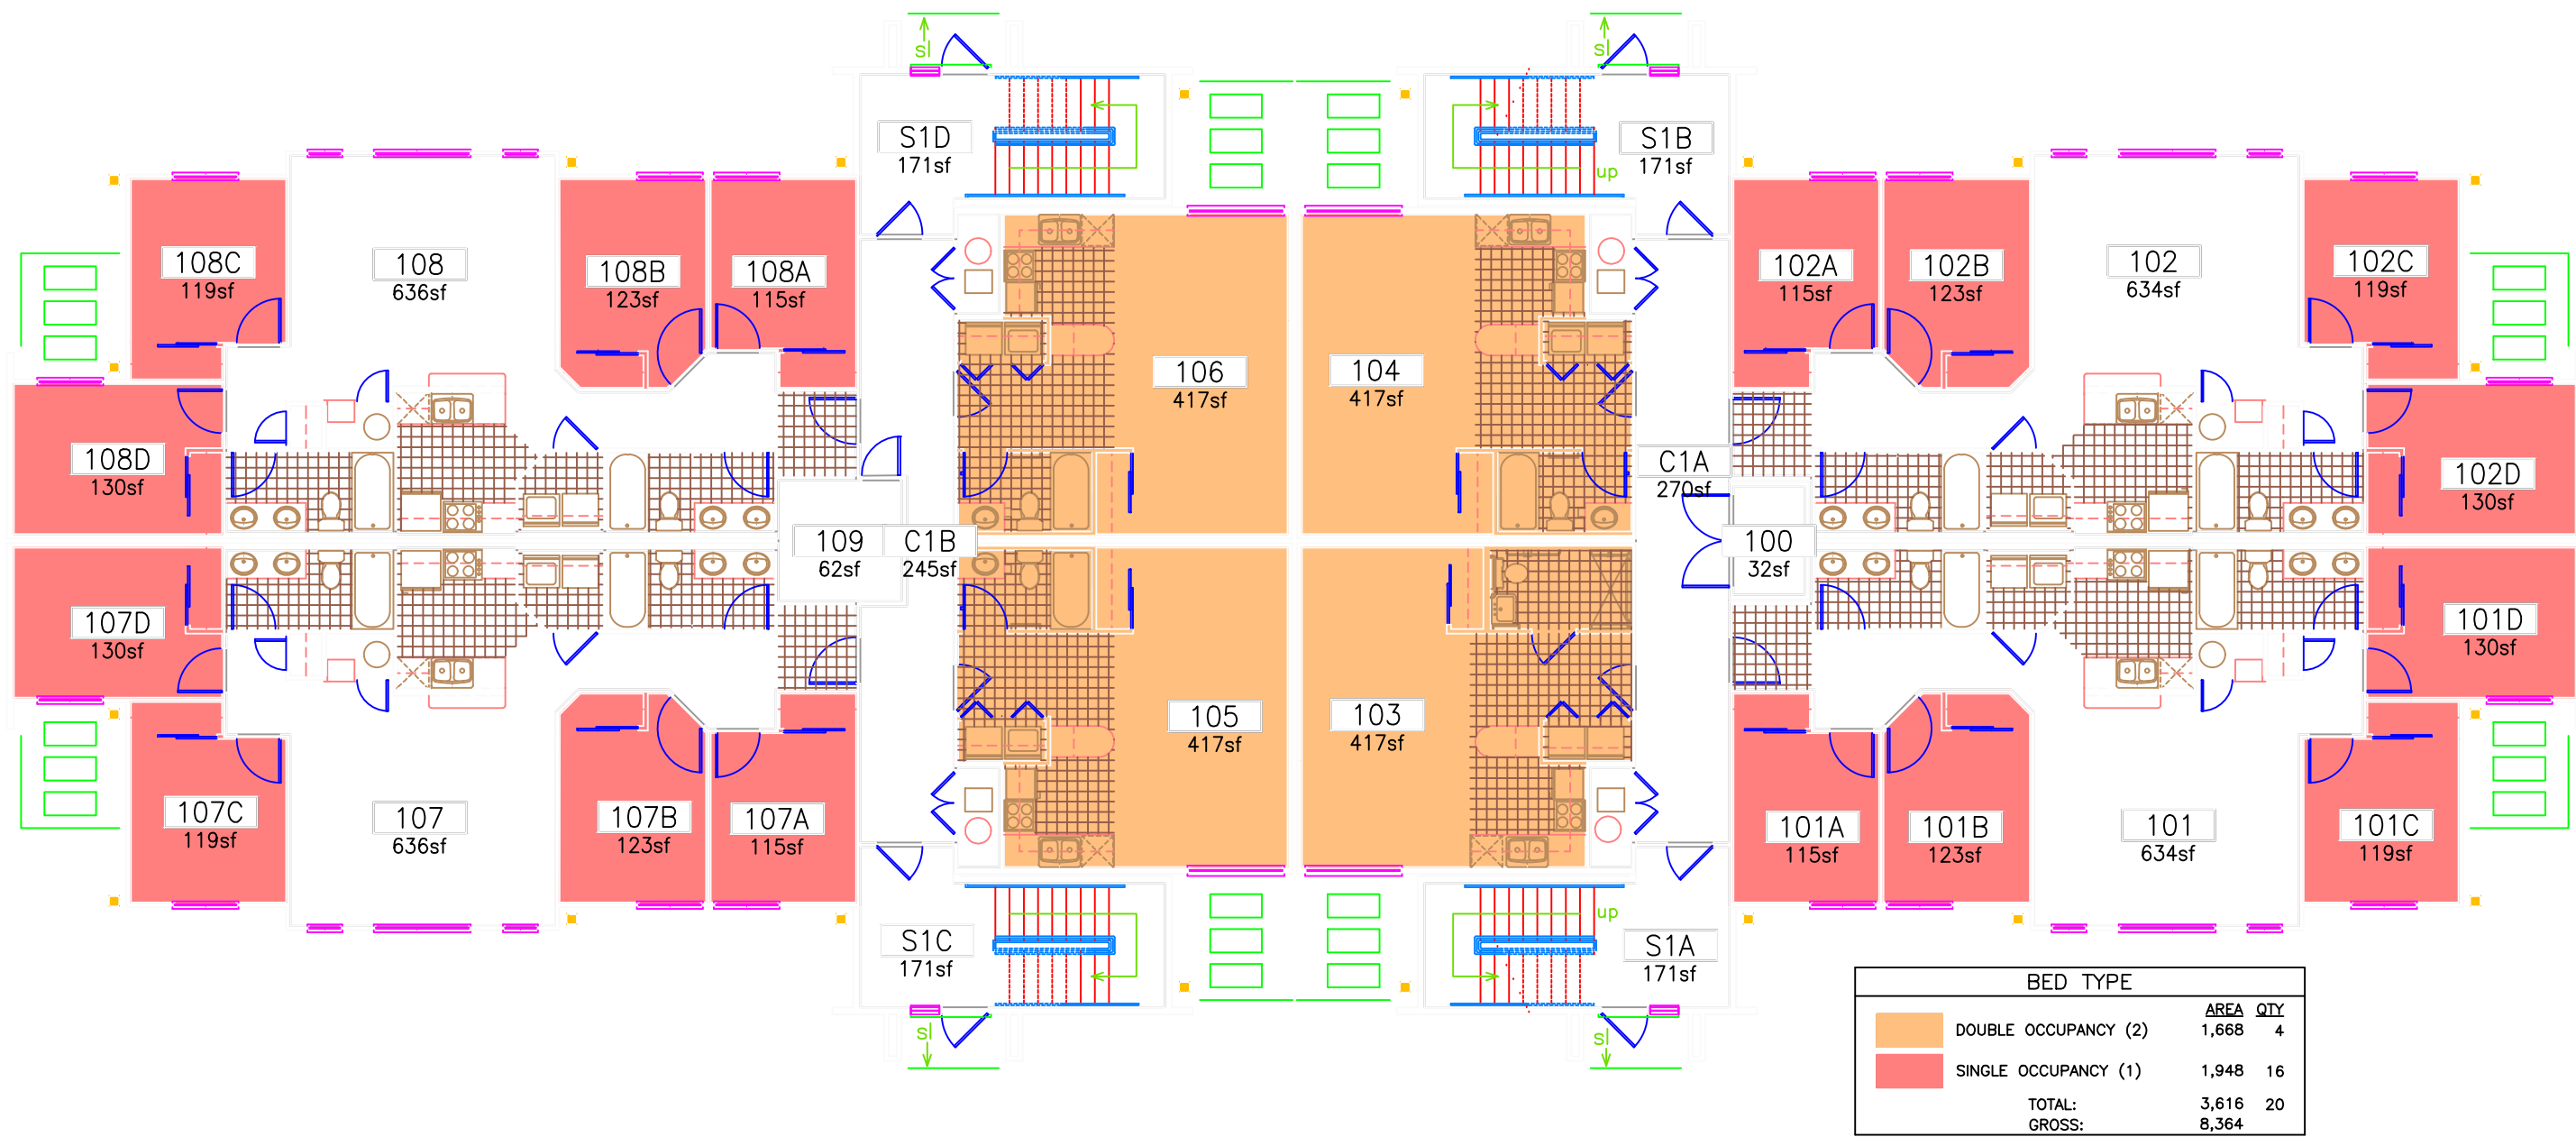 sl
sl
S1D
171sf
S1B
171sf
up
108C
119sf
108
636sf
108B
123sf
108A
115sf
102A
115sf
102B
123sf
102
634sf
102C
119sf
106
417sf
104
417sf
108D
130sf
C1A
270sf
102D
130sf
109
62sf
C1B
245sf
100
32sf
107D
130sf
101D
130sf
105
417sf
103
417sf
107C
119sf
107
636sf
107B
123sf
107A
115sf
101A
115sf
101B
123sf
101
634sf
101C
119sf
up
S1C
171sf
S1A
171sf
sl
sl
BED TYPE
AREA QTY
DOUBLE OCCUPANCY (2) 1,668 4
SINGLE OCCUPANCY (1) 1,948 16
TOTAL: 3,616 20
GROSS: 8,364